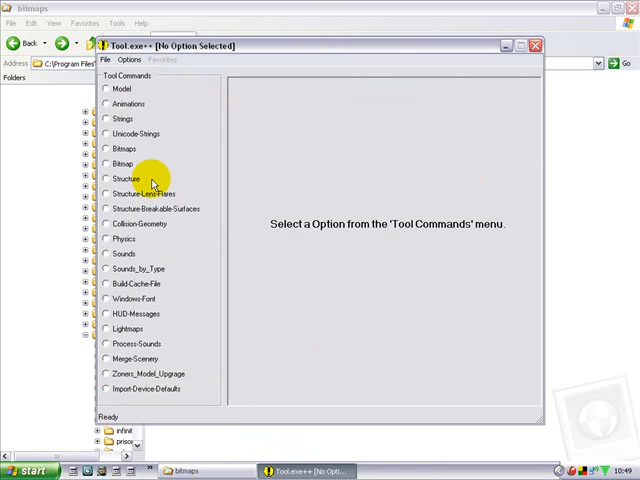 bitmaps
File Edit View Favorites Tools Help
Back
Address C:\Program Files\
Go
Folders
Tool.exe++ [No Option Selected]
File Options Favorites
Tool Commands
Model
Animations
Strings
Unicode-Strings
Bitmaps
Bitmap
Structure
Structure-Lens-Flares
Structure-Breakable-Surfaces
Collision-Geometry
Physics
Sounds
Sounds_by_Type
Build-Cache-File
Windows-Font
HUD-Messages
Lightmaps
Process-Sounds
Merge-Scenery
Zoners_Model_Upgrage
Import-Device-Defaults
Select a Option from the 'Tool Commands' menu.
Ready
infinit
prisor
start
bitmaps
Tool.exe++ [No Opti...
10:49